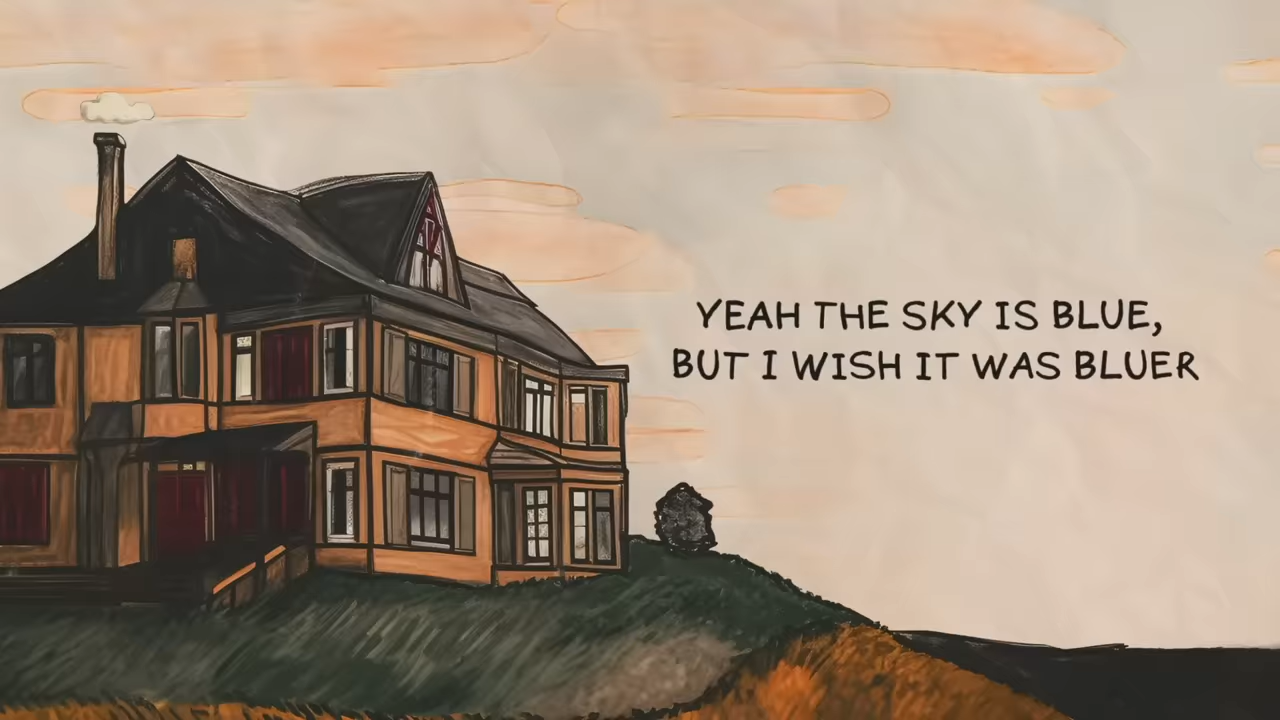 YEAH THE SKY IS BLUE,
BUT I WISH IT WAS BLUER